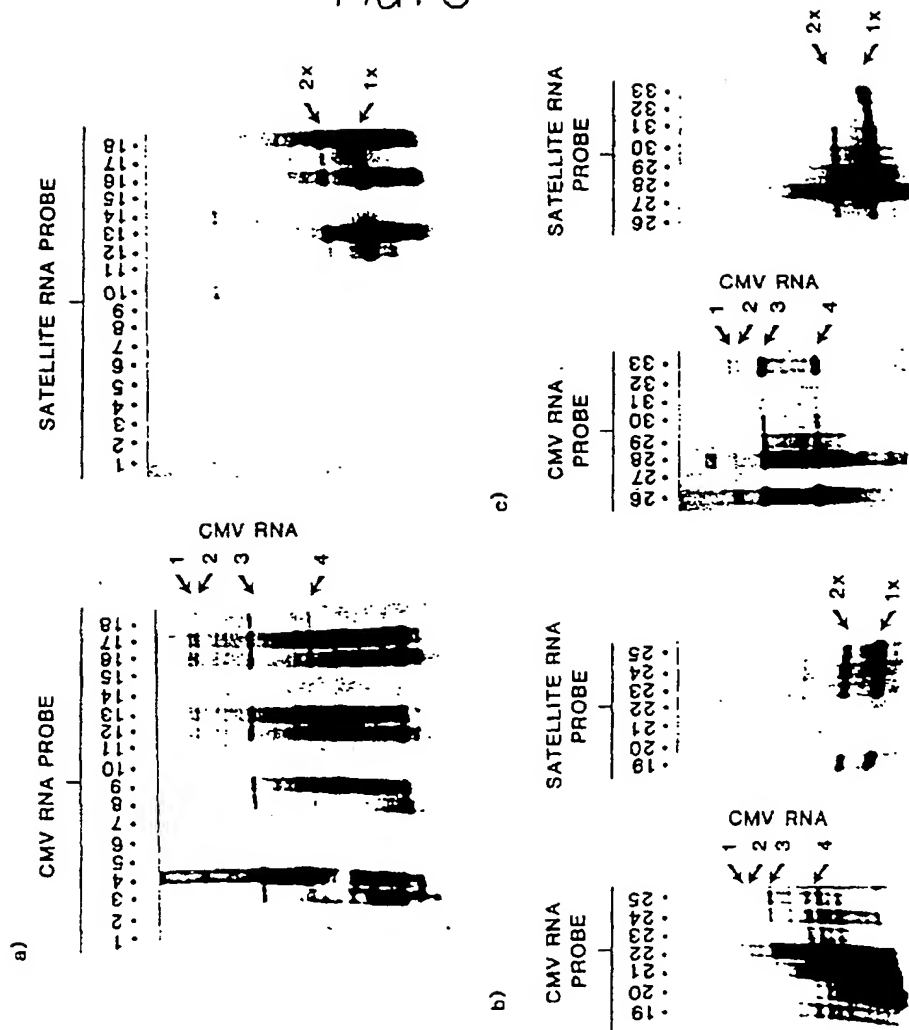 a)
CMV RNA PROBE
1 2 3 4 5 6 7 8 9 10 11 12 13 14 15 16 17 18
CMV RNA
1
2
3
4
SATELLITE RNA PROBE
1 2 3 4 5 6 7 8 9 10 11 12 13 14 15 16 17 18
2x
1x
b)
CMV RNA
PROBE
19 20 21 22 23 24 25
CMV RNA
1
2
3
4
SATELLITE RNA
PROBE
19 20 21 22 23 24 25
2x
1x
c)
CMV RNA
PROBE
26 27 28 29 30 31 32 33
CMV RNA
1
2
3
4
SATELLITE RNA
PROBE
26 27 28 29 30 31 32 33
2x
1x